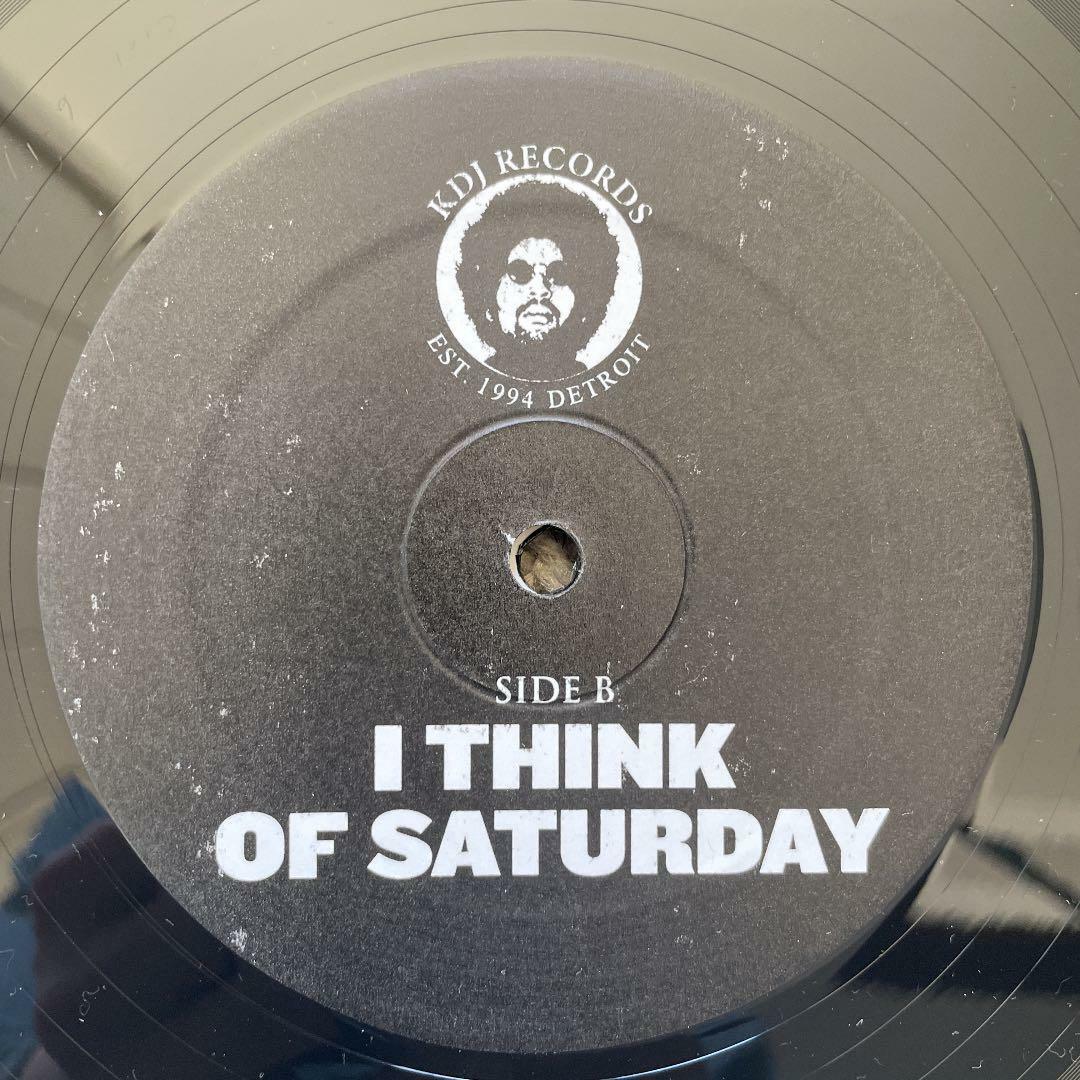 KDJ RECORDS
EST. 1994 DETROIT
SIDE B
I THINK
OF SATURDAY